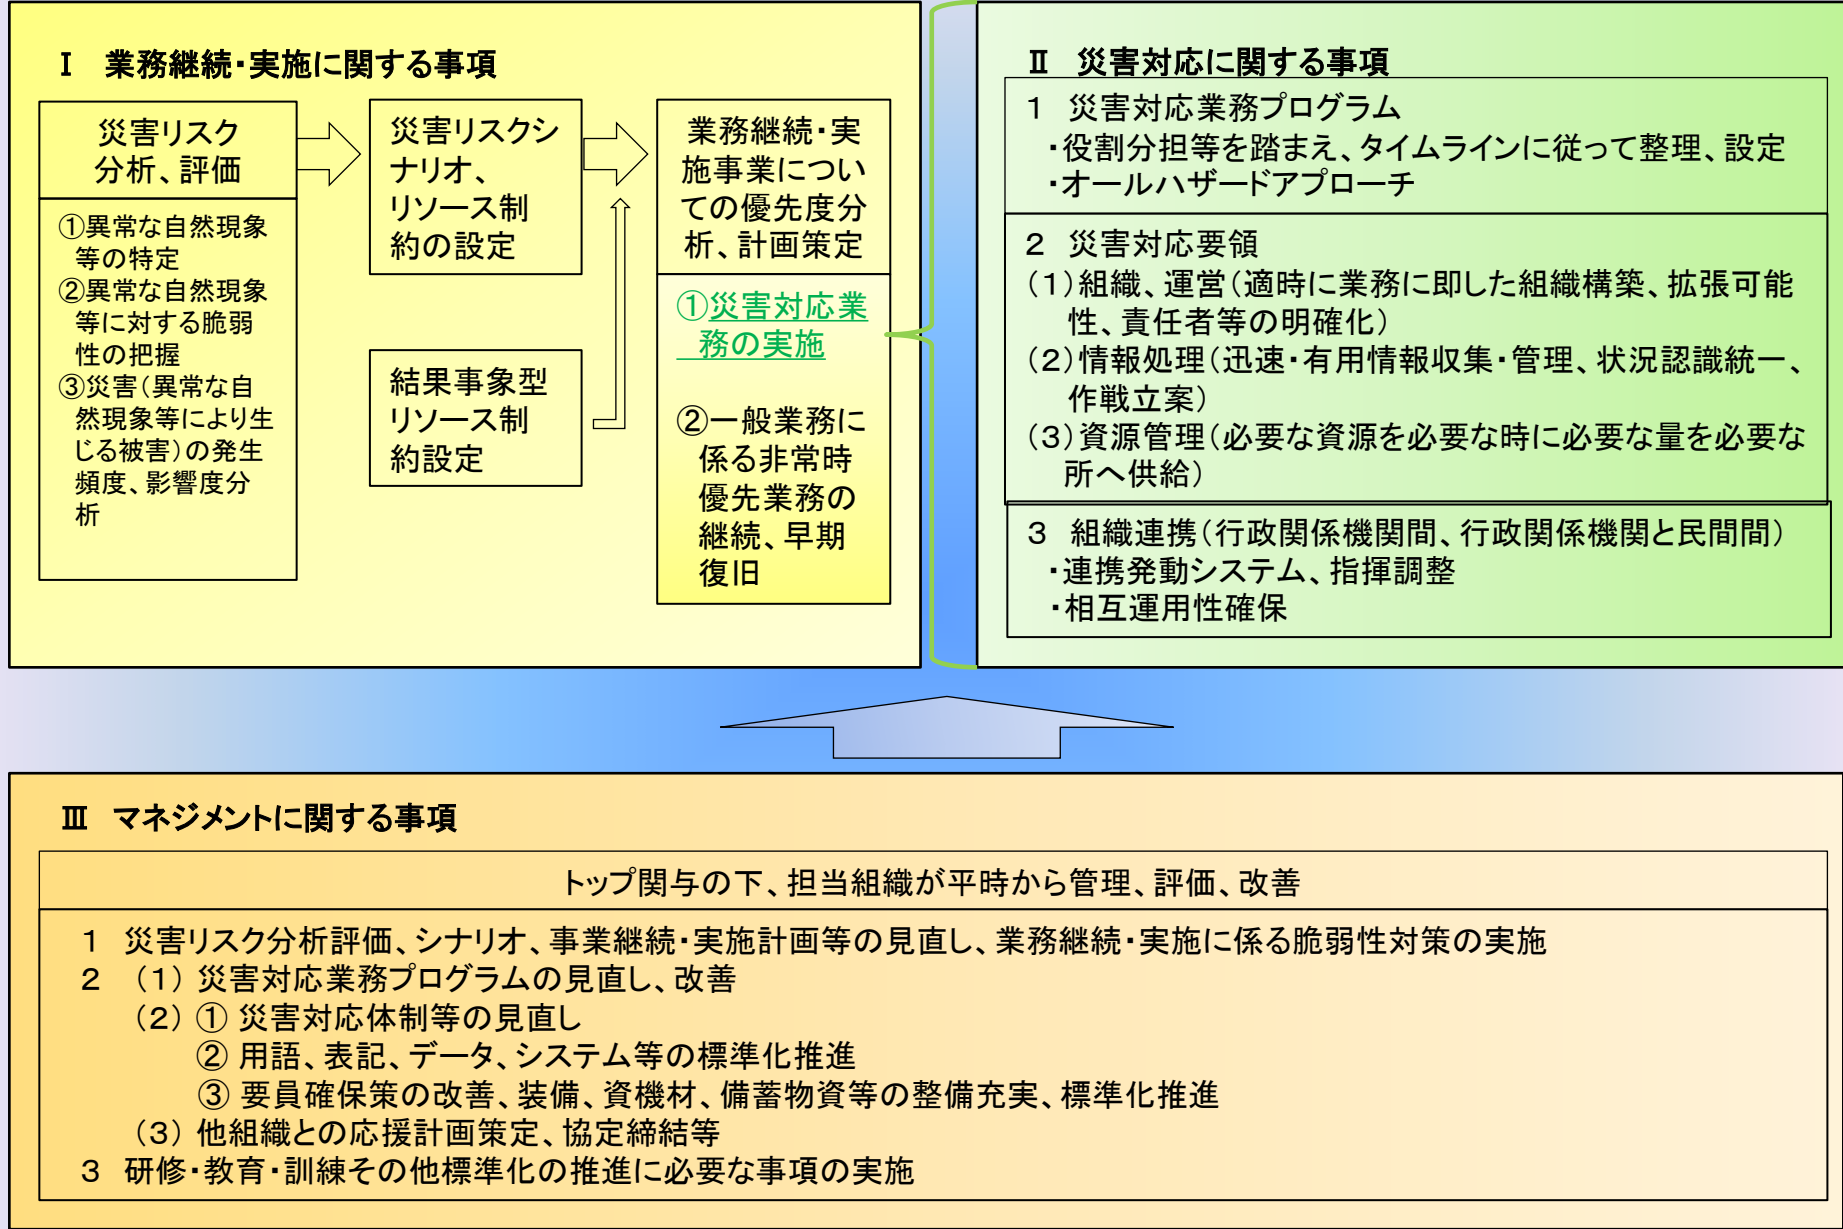 Ⅰ　業務継続・実施に関する事項
災害リスク
分析、評価
①異常な自然現象
等の特定
②異常な自然現象
等に対する脆弱
性の把握
③災害（異常な自
然現象等により生
じる被害）の発生
頻度、影響度分
析
災害リスクシ
ナリオ、
リソース制
約の設定
結果事象型
リソース制
約設定
業務継続・実
施事業につい
ての優先度分
析、計画策定
①災害対応業
務の実施
②一般業務に
係る非常時
優先業務の
継続、早期
復旧
Ⅱ　災害対応に関する事項
１　災害対応業務プログラム
・役割分担等を踏まえ、タイムラインに従って整理、設定
・オールハザードアプローチ
２　災害対応要領
（１）組織、運営（適時に業務に即した組織構築、拡張可能
性、責任者等の明確化）
（２）情報処理（迅速・有用情報収集・管理、状況認識統一、
作戦立案）
（３）資源管理（必要な資源を必要な時に必要な量を必要な
所へ供給）
３　組織連携（行政関係機関間、行政関係機関と民間間）
・連携発動システム、指揮調整
・相互運用性確保
Ⅲ　マネジメントに関する事項
トップ関与の下、担当組織が平時から管理、評価、改善
１　災害リスク分析評価、シナリオ、事業継続・実施計画等の見直し、業務継続・実施に係る脆弱性対策の実施
２　（１）災害対応業務プログラムの見直し、改善
（２）① 災害対応体制等の見直し
② 用語、表記、データ、システム等の標準化推進
③ 要員確保策の改善、装備、資機材、備蓄物資等の整備充実、標準化推進
（３）他組織との応援計画策定、協定締結等
３　研修・教育・訓練その他標準化の推進に必要な事項の実施